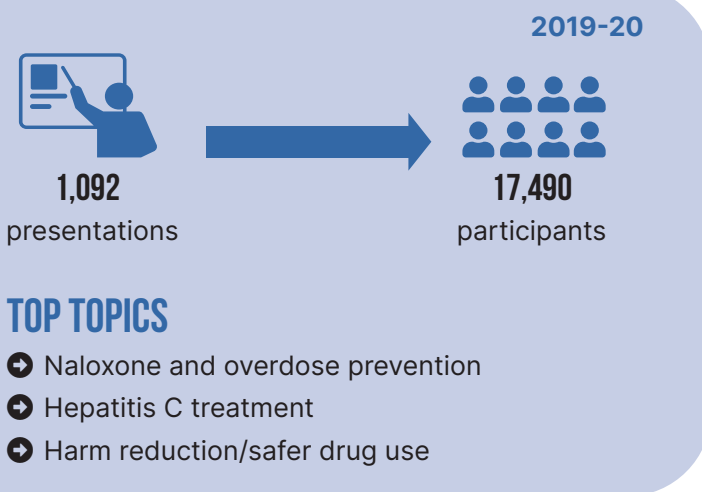 2019-20
1,092
presentations
17,490
participants
TOP TOPICS
Naloxone and overdose prevention
Hepatitis C treatment
Harm reduction/safer drug use